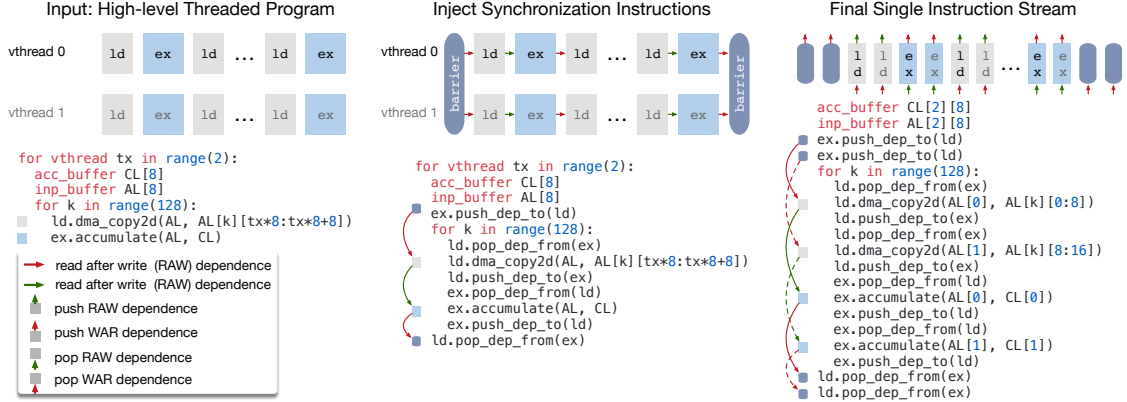 Input: High-level Threaded Program
vthread 0
ld ex ld ld ... ld ex
vthread 1
ld ex ld ld ... ld ex
for vthread tx in range(2):
acc_buffer CL[8]
inp_buffer AL[8]
for k in range(128):
ld.dma_copy2d(AL, AL[k][tx*8:tx*8+8])
ex.accumulate(AL, CL)
read after write (RAW) dependence
read after write (RAW) dependence
push RAW dependence
push WAR dependence
pop RAW dependence
pop WAR dependence
Inject Synchronization Instructions
vthread 0
barrier
ld ex ld ld ... ld ex
barrier
vthread 1
ld ex ld ld ... ld ex
for vthread tx in range(2):
acc_buffer CL[8]
inp_buffer AL[8]
ex.push_dep_to(ld)
for k in range(128):
ld.pop_dep_from(ex)
ld.dma_copy2d(AL, AL[k][tx*8:tx*8+8])
ld.push_dep_to(ex)
ex.pop_dep_from(ld)
ex.accumulate(AL, CL)
ex.push_dep_to(ld)
ld.pop_dep_from(ex)
Final Single Instruction Stream
ld ld ex ex ld ld ... ex ex
acc_buffer CL[2][8]
inp_buffer AL[2][8]
ex.push_dep_to(ld)
ex.push_dep_to(ld)
for k in range(128):
ld.pop_dep_from(ex)
ld.dma_copy2d(AL[0], AL[k][0:8])
ld.push_dep_to(ex)
ld.pop_dep_from(ex)
ld.dma_copy2d(AL[1], AL[k][8:16])
ld.push_dep_to(ex)
ex.pop_dep_from(ld)
ex.accumulate(AL[0], CL[0])
ex.push_dep_to(ld)
ex.pop_dep_from(ld)
ex.accumulate(AL[1], CL[1])
ex.push_dep_to(ld)
ld.pop_dep_from(ex)
ld.pop_dep_from(ex)